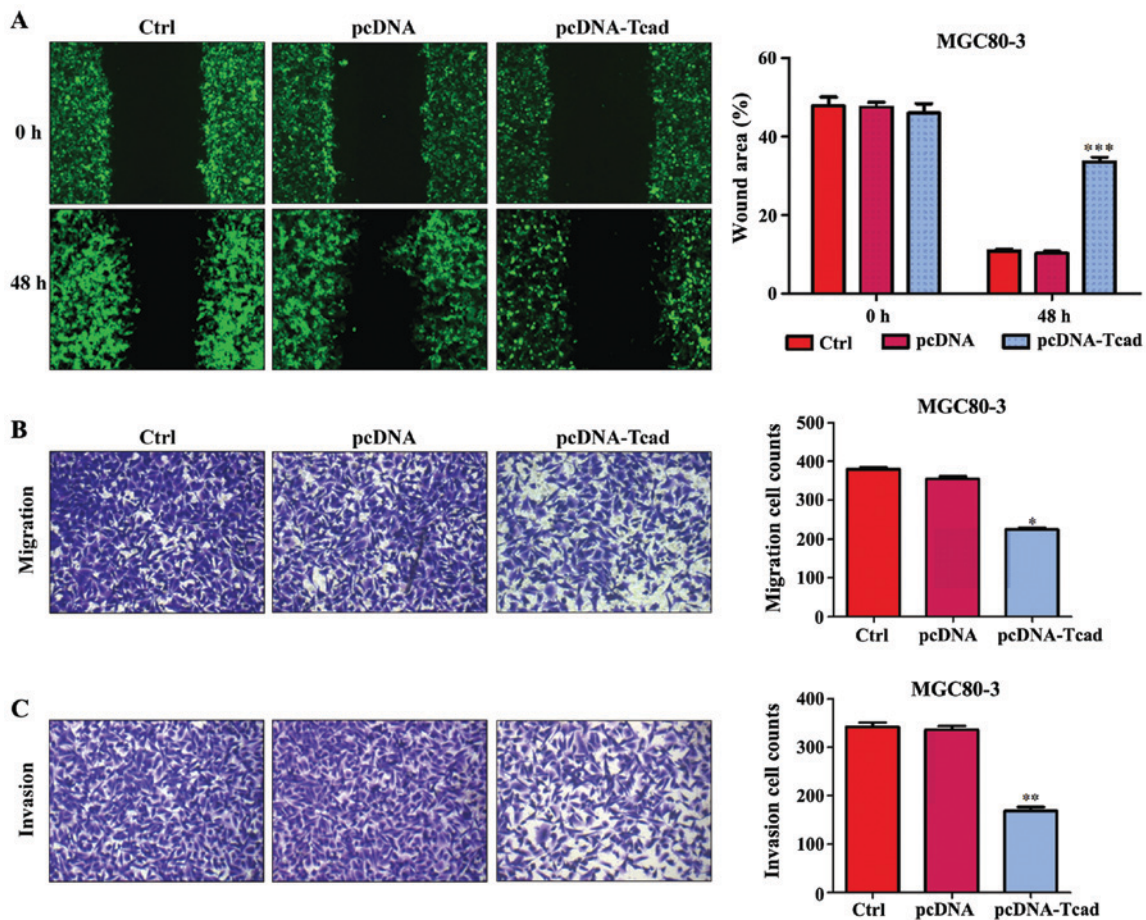 A
Ctrl
pcDNA
pcDNA-Tcad
0 h
48 h
MGC80-3
Wound area (%)
60
40
20
0
***
0 h
48 h
Ctrl
pcDNA
pcDNA-Tcad
B
Ctrl
pcDNA
pcDNA-Tcad
Migration
MGC80-3
Migration cell counts
500
400
300
200
100
0
*
Ctrl
pcDNA
pcDNA-Tcad
C
Invasion
MGC80-3
Invasion cell counts
400
300
200
100
0
**
Ctrl
pcDNA
pcDNA-Tcad